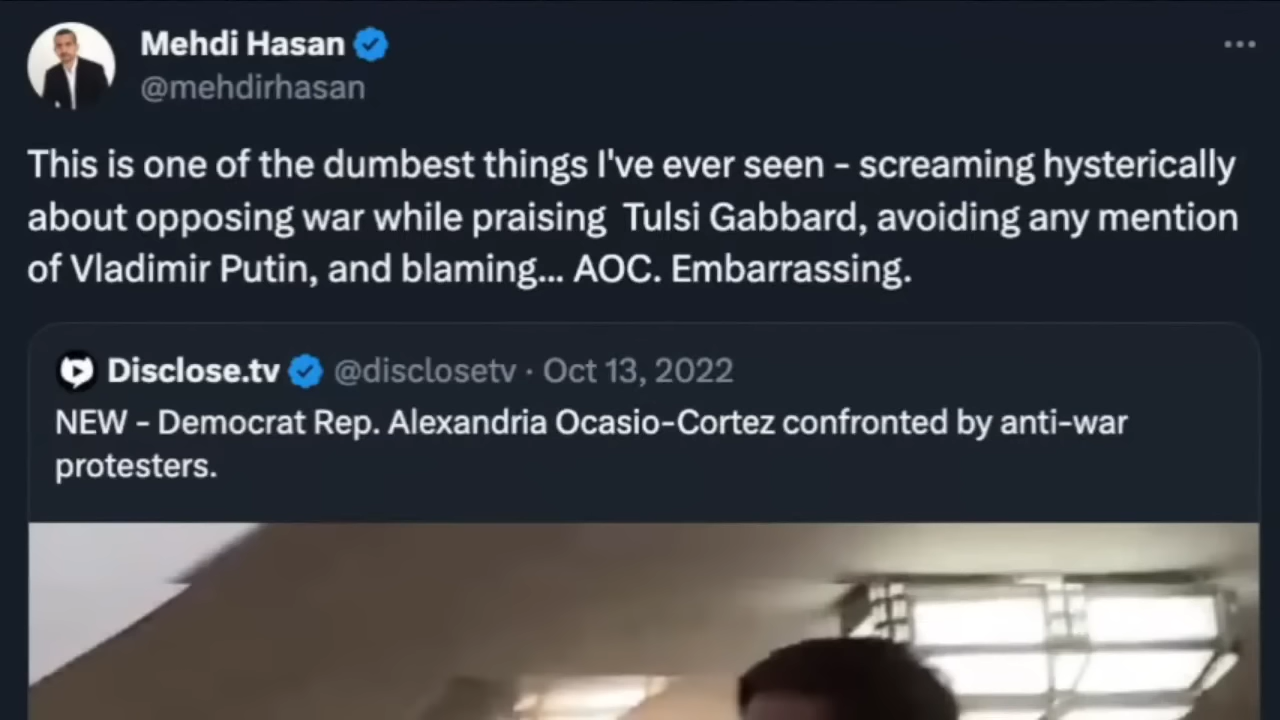 Mehdi Hasan
@mehdirhasan
This is one of the dumbest things I've ever seen - screaming hysterically
about opposing war while praising  Tulsi Gabbard, avoiding any mention
of Vladimir Putin, and blaming... AOC. Embarrassing.
Disclose.tv @disclosetv · Oct 13, 2022
NEW - Democrat Rep. Alexandria Ocasio-Cortez confronted by anti-war
protesters.